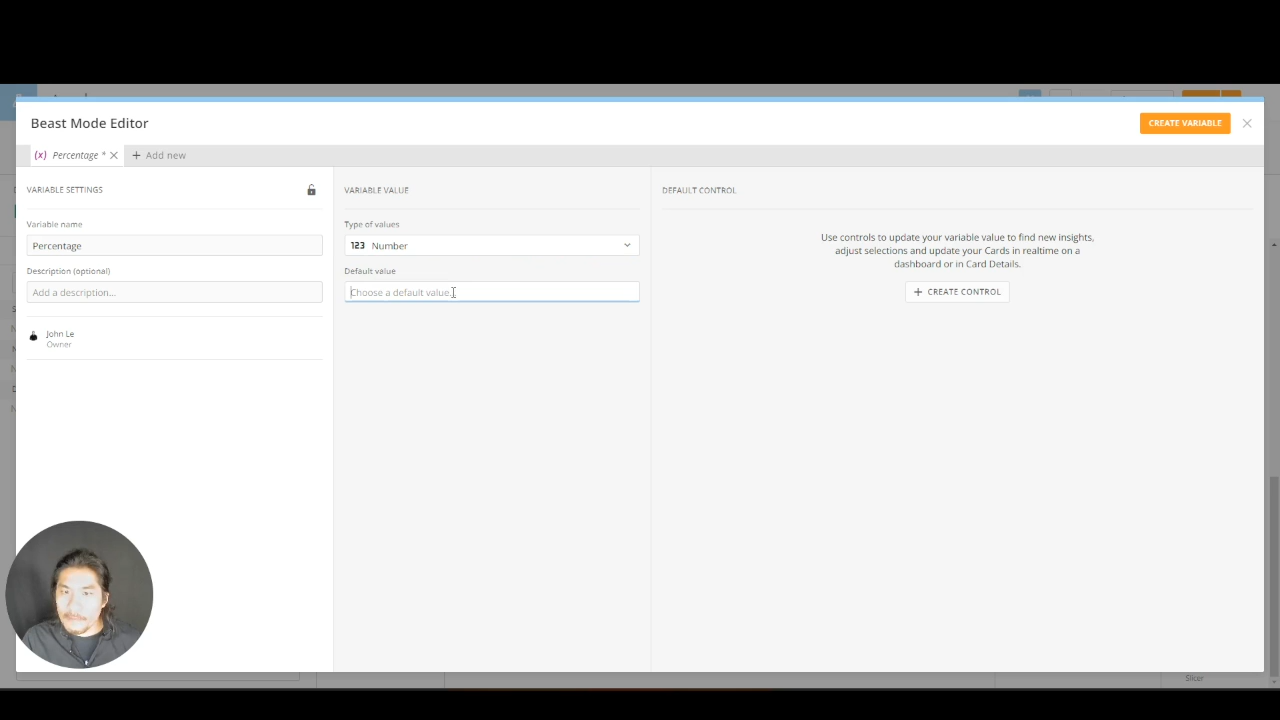 Beast Mode Editor
CREATE VARIABLE
(x) Percentage *
+ Add new
VARIABLE SETTINGS
Variable name
Percentage
Description (optional)
Add a description...
John Le
Owner
VARIABLE VALUE
Type of values
123 Number
Default value
Choose a default value...
DEFAULT CONTROL
Use controls to update your variable value to find new insights,
adjust selections and update your Cards in realtime on a
dashboard or in Card Details.
+ CREATE CONTROL
Slicer